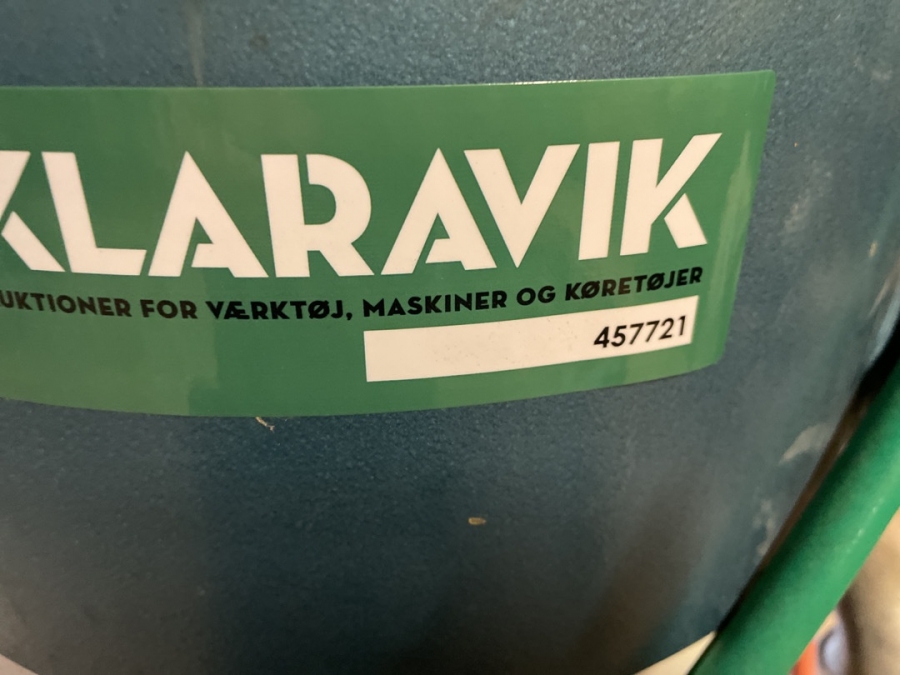 KLARAVIK
UKTIONER FOR VÆRKTØJ, MASKINER OG KØRETØJER
457721